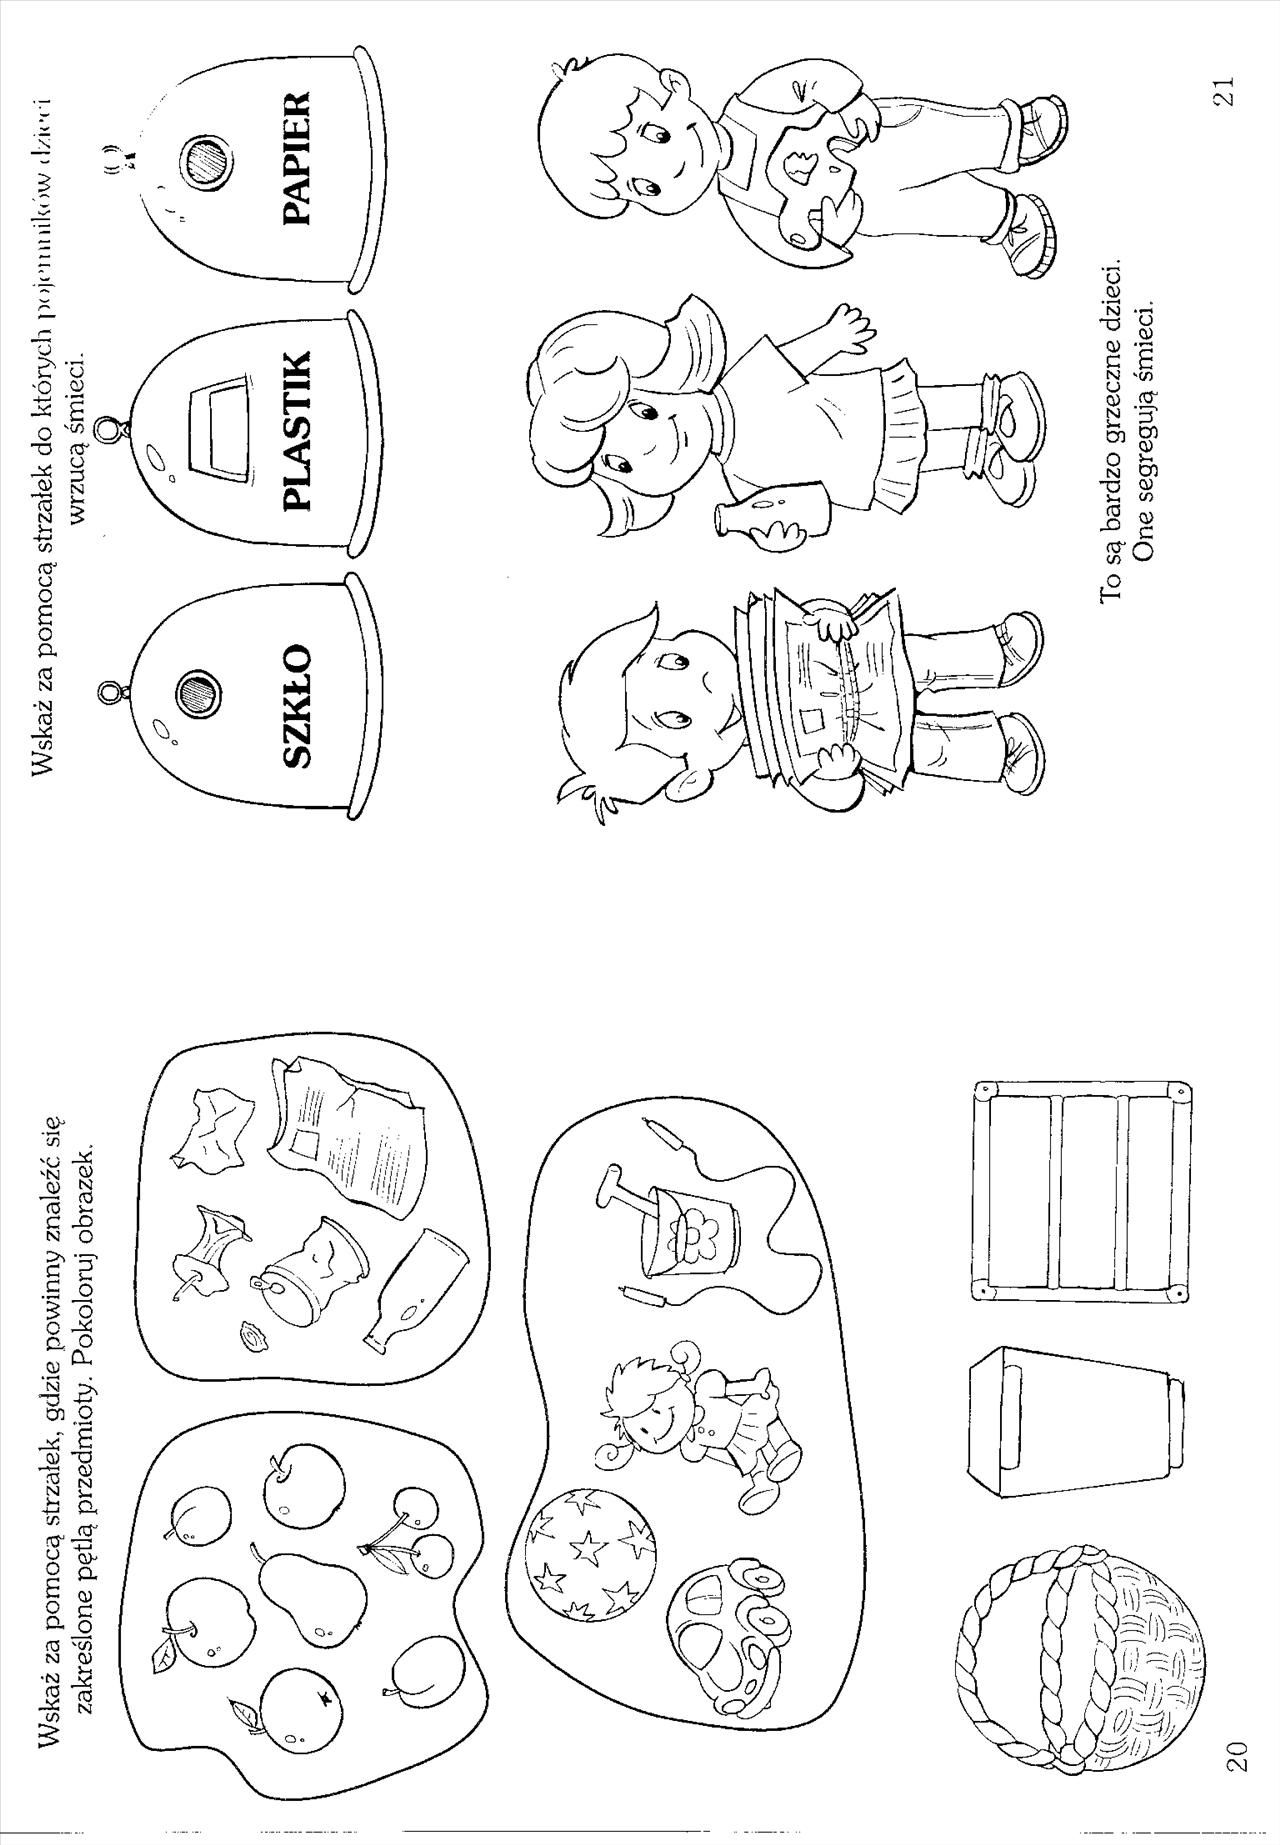 Wskaż za pomocą strzałek, gdzie powinny znaleźć się
zakreślone pętlą przedmioty. Pokoloruj obrazek.
20
Wskaż za pomocą strzałek do których pojemników dzieci
wrzucą śmieci.
SZKŁO
PLASTIK
PAPIER
To są bardzo grzeczne dzieci.
One segregują śmieci.
21